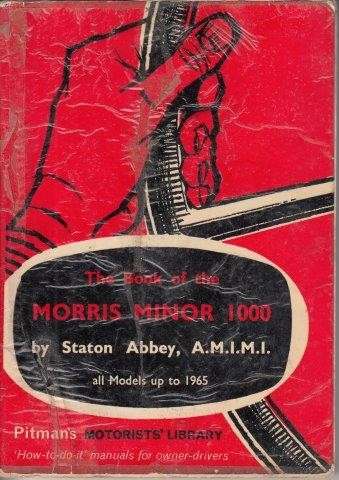 The Book of the
MORRIS MINOR 1000
by Staton Abbey, A.M.I.M.I.
all Models up to 1965
Pitman's MOTORISTS' LIBRARY
'How-to-do-it' manuals for owner-drivers